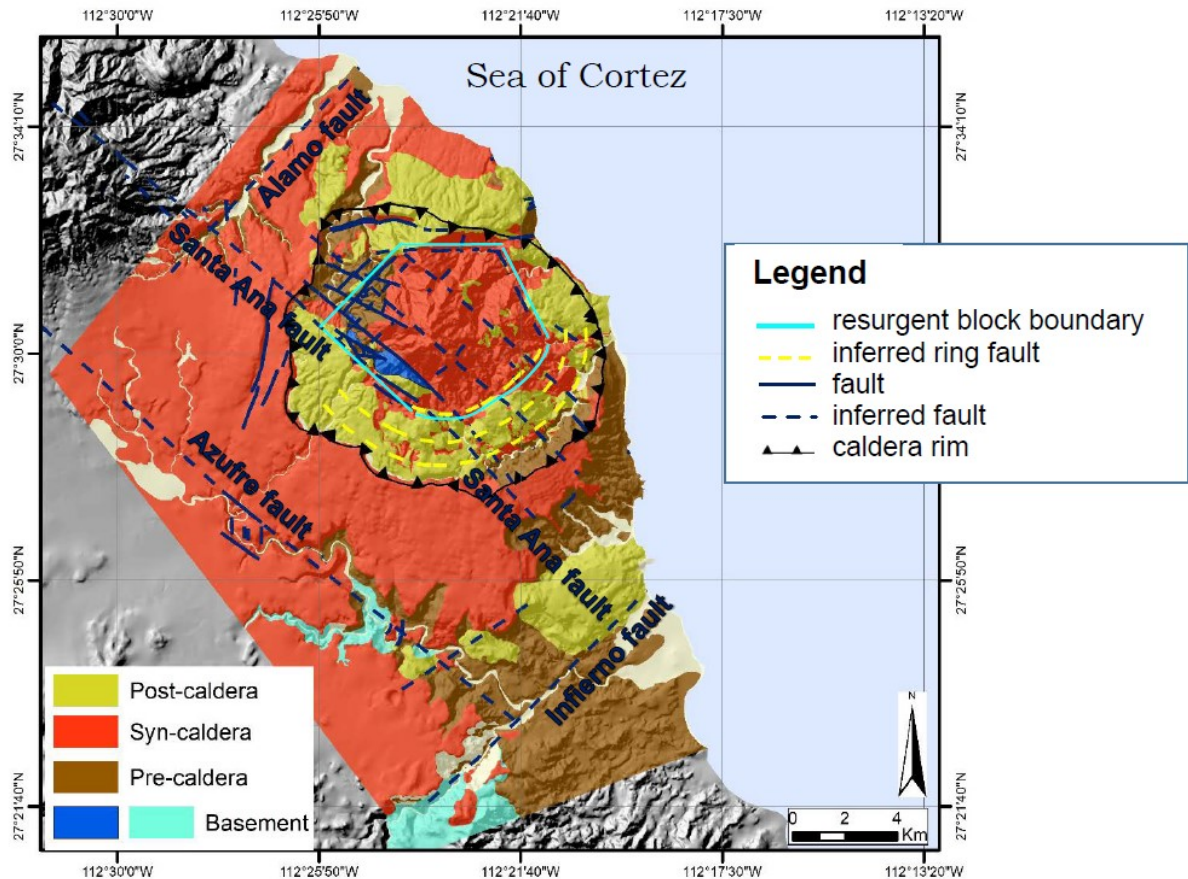 112°30'0"W 112°25'50"W 112°21'40"W 112°17'30"W 112°13'20"W
Sea of Cortez
27°34'10"N
27°34'10"N
Alamo fault
Santa Ana fault
Legend
resurgent block boundary
inferred ring fault
fault
inferred fault
caldera rim
27°30'0"N
Azufre fault
Santa Ana fault
27°25'50"N
27°25'50"N
Infierno fault
Post-caldera
Syn-caldera
Pre-caldera
Basement
N
27°21'40"N
27°21'40"N
0 2 4
Km
112°30'0"W 112°25'50"W 112°21'40"W 112°17'30"W 112°13'20"W